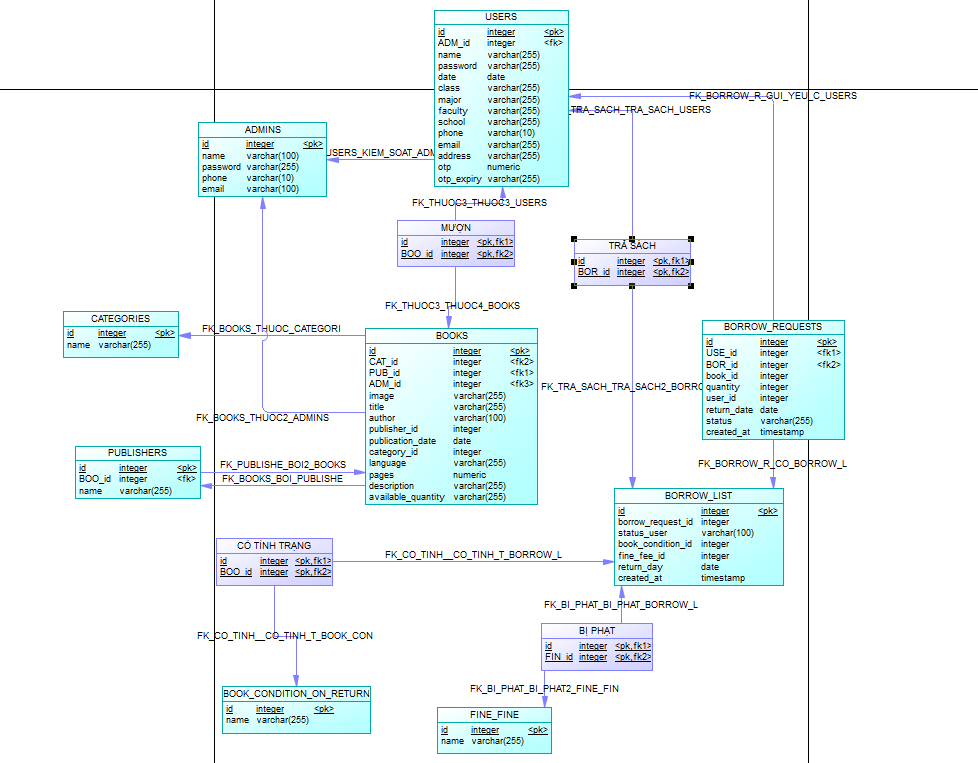 USERS
id integer <pk>
ADM_id integer <fk>
name varchar(255)
password varchar(255)
date date
class varchar(255)
major varchar(255)
faculty varchar(255)
school varchar(255)
phone varchar(10)
email varchar(255)
address varchar(255)
otp numeric
otp_expiry varchar(255)
FK_BORROW_R_GUI_YEU_C_USERS
TRA_SACH_TRA_SACH_USERS
ADMINS
id integer <pk>
name varchar(100)
password varchar(255)
phone varchar(10)
email varchar(100)
USERS_KIEM_SOAT_ADM
FK_THUOC3_THUOC3_USERS
MƯỢN
id integer <pk,fk1>
BOO_id integer <pk,fk2>
TRẢ SÁCH
id integer <pk,fk1>
BOR_id integer <pk,fk2>
FK_THUOC3_THUOC4_BOOKS
CATEGORIES
id integer <pk>
name varchar(255)
FK_BOOKS_THUOC_CATEGORI
BOOKS
id integer <pk>
CAT_id integer <fk2>
PUB_id integer <fk1>
ADM_id integer <fk3>
image varchar(255)
title varchar(255)
author varchar(100)
publisher_id integer
publication_date date
category_id integer
language varchar(255)
pages numeric
description varchar(255)
available_quantity varchar(255)
BORROW_REQUESTS
id integer <pk>
USE_id integer <fk1>
BOR_id integer <fk2>
book_id integer
quantity integer
user_id integer
return_date date
status varchar(255)
created_at timestamp
FK_TRA_SACH_TRA_SACH2_BORRO
FK_BOOKS_THUOC2_ADMINS
PUBLISHERS
id integer <pk>
BOO_id integer <fk>
name varchar(255)
FK_PUBLISHE_BOI2_BOOKS
FK_BOOKS_BOI_PUBLISHE
FK_BORROW_R_CO_BORROW_L
BORROW_LIST
id integer <pk>
borrow_request_id integer
status_user varchar(100)
book_condition_id integer
fine_fee_id integer
return_day date
created_at timestamp
CÓ TÌNH TRẠNG
id integer <pk,fk1>
BOO_id integer <pk,fk2>
FK_CO_TINH__CO_TINH_T_BORROW_L
FK_BI_PHAT_BI_PHAT_BORROW_L
BỊ PHẠT
id integer <pk,fk1>
FIN_id integer <pk,fk2>
FK_CO_TINH__CO_TINH_T_BOOK_CON
BOOK_CONDITION_ON_RETURN
id integer <pk>
name varchar(255)
FK_BI_PHAT_BI_PHAT2_FINE_FIN
FINE_FINE
id integer <pk>
name varchar(255)